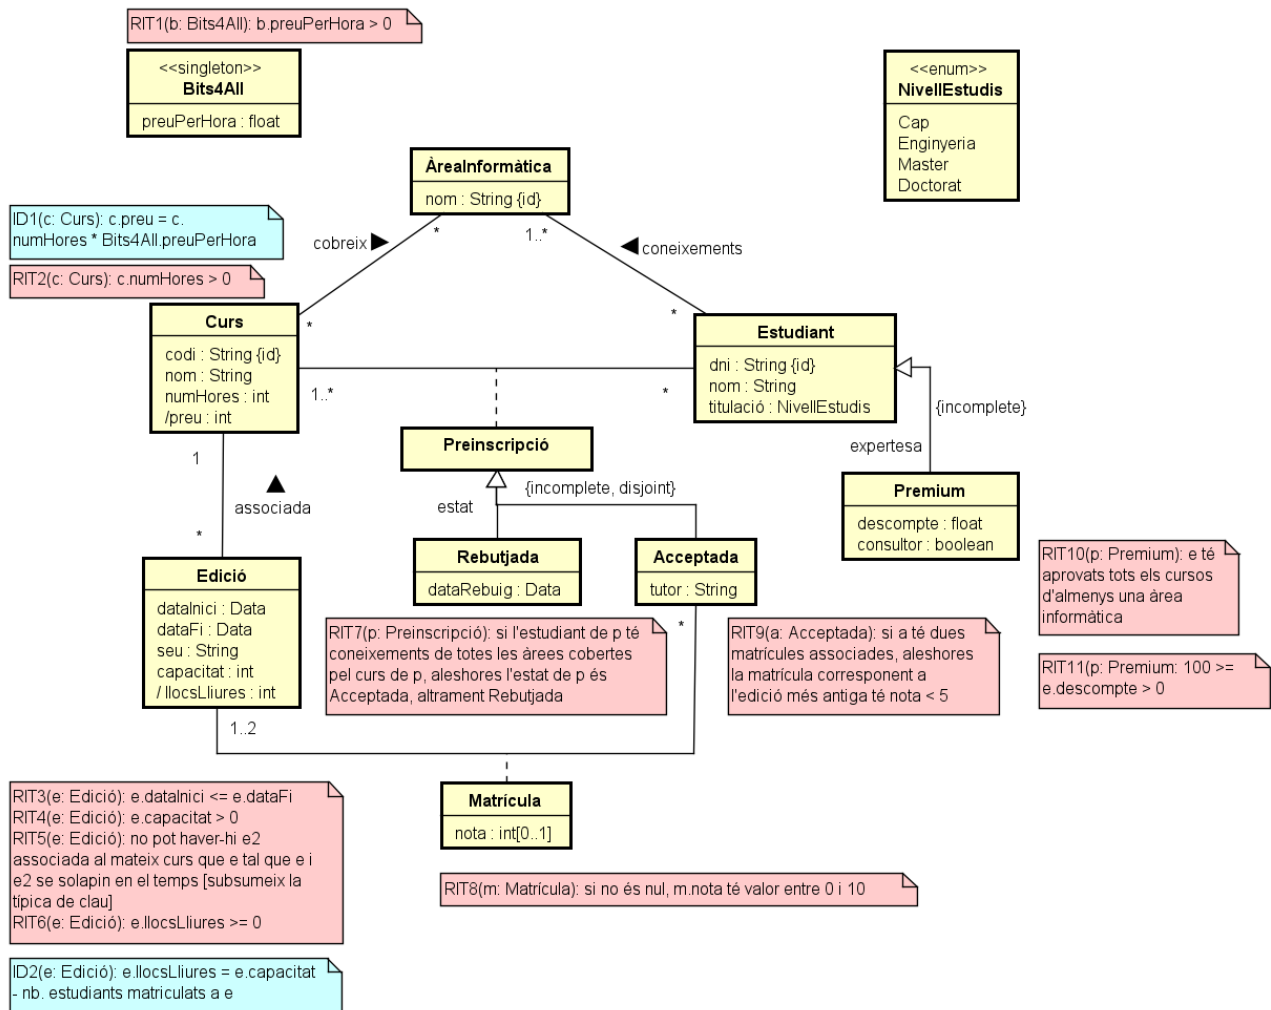 RIT1(b: Bits4All): b.preuPerHora > 0
<<singleton>>
Bits4All
preuPerHora : float
<<enum>>
NivellEstudis
Cap
Enginyeria
Master
Doctorat
ÀreaInformàtica
nom : String {id}
ID1(c: Curs): c.preu = c.
numHores * Bits4All.preuPerHora
RIT2(c: Curs): c.numHores > 0
cobreix
*
1..*
coneixements
*
*
Curs
codi : String {id}
nom : String
numHores : int
/preu : int
Estudiant
dni : String {id}
nom : String
titulació : NivellEstudis
1..*
*
{incomplete}
expertesa
Preinscripció
estat
{incomplete, disjoint}
Premium
descompte : float
consultor : boolean
1
associada
*
Edició
dataInici : Data
dataFi : Data
seu : String
capacitat : int
/ llocsLliures : int
Rebutjada
dataRebuig : Data
Acceptada
tutor : String
*
RIT10(p: Premium): e té
aprovats tots els cursos
d'almenys una àrea
informàtica
RIT7(p: Preinscripció): si l'estudiant de p té
coneixements de totes les àrees cobertes
pel curs de p, aleshores l'estat de p és
Acceptada, altrament Rebutjada
RIT9(a: Acceptada): si a té dues
matrícules associades, aleshores
la matrícula corresponent a
l'edició més antiga té nota < 5
RIT11(p: Premium: 100 >=
e.descompte > 0
1..2
Matrícula
nota : int[0..1]
RIT3(e: Edició): e.dataInici <= e.dataFi
RIT4(e: Edició): e.capacitat > 0
RIT5(e: Edició): no pot haver-hi e2
associada al mateix curs que e tal que e i
e2 se solapin en el temps [subsumeix la
típica de clau]
RIT6(e: Edició): e.llocsLliures >= 0
RIT8(m: Matrícula): si no és nul, m.nota té valor entre 0 i 10
ID2(e: Edició): e.llocsLliures = e.capacitat
- nb. estudiants matriculats a e